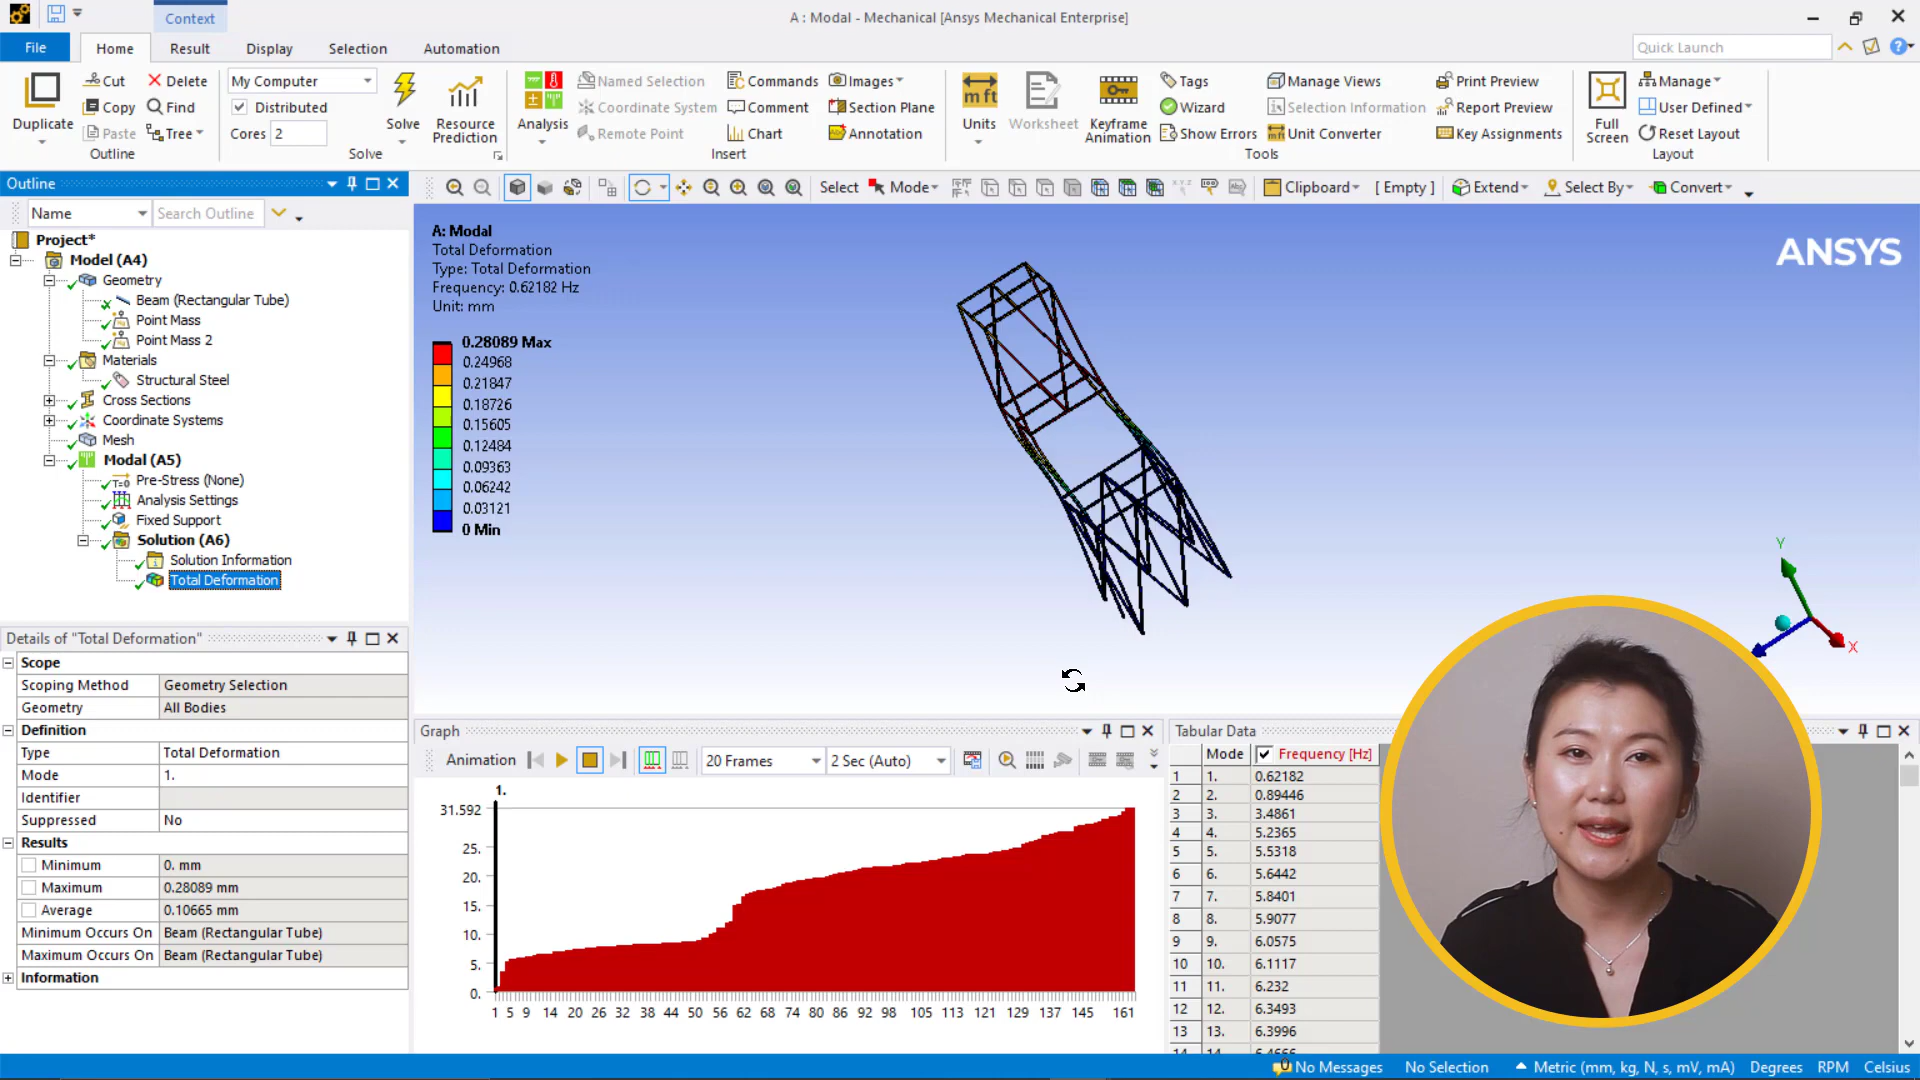 Context
A : Modal - Mechanical [Ansys Mechanical Enterprise]
File Home Result Display Selection Automation
Quick Launch
Duplicate
Cut
Copy
Paste
Delete
Find
Tree
Outline
My Computer
Distributed
Cores 2
Solve
Resource Prediction
Solve
Analysis
Named Selection
Coordinate System
Remote Point
Commands
Comment
Chart
Images
Section Plane
Annotation
Insert
Units
Worksheet
Keyframe Animation
Tags
Wizard
Show Errors
Manage Views
Selection Information
Unit Converter
Print Preview
Report Preview
Key Assignments
Tools
Full Screen
Manage
User Defined
Reset Layout
Layout
Outline
Name
Search Outline
Select Mode Clipboard [ Empty ] Extend Select By Convert
Project*
Model (A4)
Geometry
Beam (Rectangular Tube)
Point Mass
Point Mass 2
Materials
Structural Steel
Cross Sections
Coordinate Systems
Mesh
Modal (A5)
Pre-Stress (None)
Analysis Settings
Fixed Support
Solution (A6)
Solution Information
Total Deformation
A: Modal
Total Deformation
Type: Total Deformation
Frequency: 0.62182 Hz
Unit: mm
0.28089 Max
0.24968
0.21847
0.18726
0.15605
0.12484
0.09363
0.06242
0.03121
0 Min
ANSYS
Y
X
Details of "Total Deformation"
Scope
Scoping Method Geometry Selection
Geometry All Bodies
Definition
Type Total Deformation
Mode 1.
Identifier
Suppressed No
Results
Minimum 0. mm
Maximum 0.28089 mm
Average 0.10665 mm
Minimum Occurs On Beam (Rectangular Tube)
Maximum Occurs On Beam (Rectangular Tube)
Information
Graph
Animation 20 Frames 2 Sec (Auto)
1.
31.592
25.
20.
15.
10.
5.
0.
1 5 9 14 20 26 32 38 44 50 56 62 68 74 80 86 92 98 105 113 121 129 137 145 161
Tabular Data
Mode Frequency [Hz]
1 1. 0.62182
2 2. 0.89446
3 3. 3.4861
4 4. 5.2365
5 5. 5.5318
6 6. 5.6442
7 7. 5.8401
8 8. 5.9077
9 9. 6.0575
10 10. 6.1117
11 11. 6.232
12 12. 6.3493
13 13. 6.3996
No Messages No Selection Metric (mm, kg, N, s, mV, mA) Degrees RPM Celsius